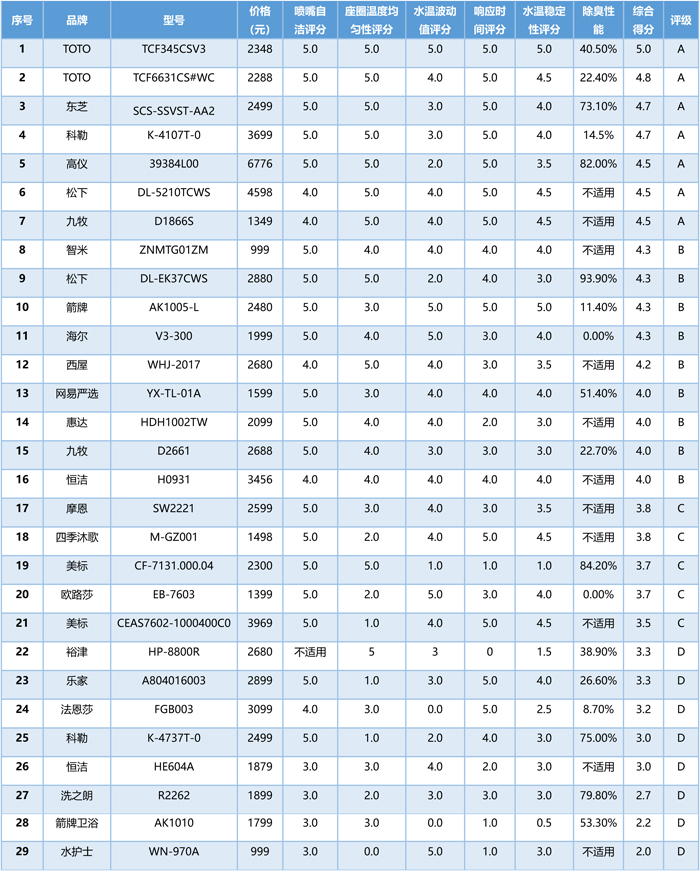 序号 品牌 型号 价格（元） 喷嘴自洁评分 座圈温度均匀性评分 水温波动值评分 响应时间评分 水温稳定性评分 除臭性能 综合得分 评级
1 TOTO TCF345CSV3 2348 5.0 5.0 5.0 5.0 5.0 40.50% 5.0 A
2 TOTO TCF6631CS#WC 2288 5.0 5.0 4.0 5.0 4.5 22.40% 4.8 A
3 东芝 SCS-SSVST-AA2 2499 5.0 5.0 3.0 5.0 4.0 73.10% 4.7 A
4 科勒 K-4107T-0 3699 5.0 5.0 3.0 5.0 4.0 14.5% 4.7 A
5 高仪 39384L00 6776 5.0 5.0 2.0 5.0 3.5 82.00% 4.5 A
6 松下 DL-5210TCWS 4598 4.0 5.0 4.0 5.0 4.5 不适用 4.5 A
7 九牧 D1866S 1349 4.0 5.0 4.0 5.0 4.5 不适用 4.5 A
8 智米 ZNMTG01ZM 999 5.0 4.0 4.0 4.0 4.0 不适用 4.3 B
9 松下 DL-EK37CWS 2880 5.0 5.0 2.0 4.0 3.0 93.90% 4.3 B
10 箭牌 AK1005-L 2480 5.0 3.0 5.0 5.0 5.0 11.40% 4.3 B
11 海尔 V3-300 1999 5.0 4.0 5.0 3.0 4.0 0.00% 4.3 B
12 西屋 WHJ-2017 2680 4.0 5.0 4.0 3.0 3.5 不适用 4.2 B
13 网易严选 YX-TL-01A 1599 5.0 3.0 4.0 4.0 4.0 51.40% 4.0 B
14 惠达 HDH1002TW 2099 5.0 4.0 4.0 2.0 3.0 不适用 4.0 B
15 九牧 D2661 2688 5.0 4.0 3.0 3.0 3.0 22.70% 4.0 B
16 恒洁 H0931 3456 4.0 4.0 4.0 4.0 4.0 不适用 4.0 B
17 摩恩 SW2221 2599 5.0 3.0 4.0 3.0 3.5 不适用 3.8 C
18 四季沐歌 M-GZ001 1498 5.0 2.0 4.0 5.0 4.5 不适用 3.8 C
19 美标 CF-7131.000.04 2300 5.0 5.0 1.0 1.0 1.0 84.20% 3.7 C
20 欧路莎 EB-7603 1399 5.0 2.0 5.0 3.0 4.0 0.00% 3.7 C
21 美标 CEAS7602-1000400C0 3969 5.0 1.0 4.0 5.0 4.5 不适用 3.5 C
22 裕津 HP-8800R 2680 不适用 5 3 0 1.5 38.90% 3.3 D
23 乐家 A804016003 2899 5.0 1.0 3.0 5.0 4.0 26.60% 3.3 D
24 法恩莎 FGB003 3099 4.0 3.0 0.0 5.0 2.5 8.70% 3.2 D
25 科勒 K-4737T-0 2499 5.0 1.0 2.0 4.0 3.0 75.00% 3.0 D
26 恒洁 HE604A 1879 3.0 3.0 4.0 2.0 3.0 不适用 3.0 D
27 洗之朗 R2262 1899 3.0 2.0 3.0 3.0 3.0 79.80% 2.7 D
28 箭牌卫浴 AK1010 1799 3.0 3.0 0.0 1.0 0.5 53.30% 2.2 D
29 水护士 WN-970A 999 3.0 0.0 5.0 1.0 3.0 不适用 2.0 D